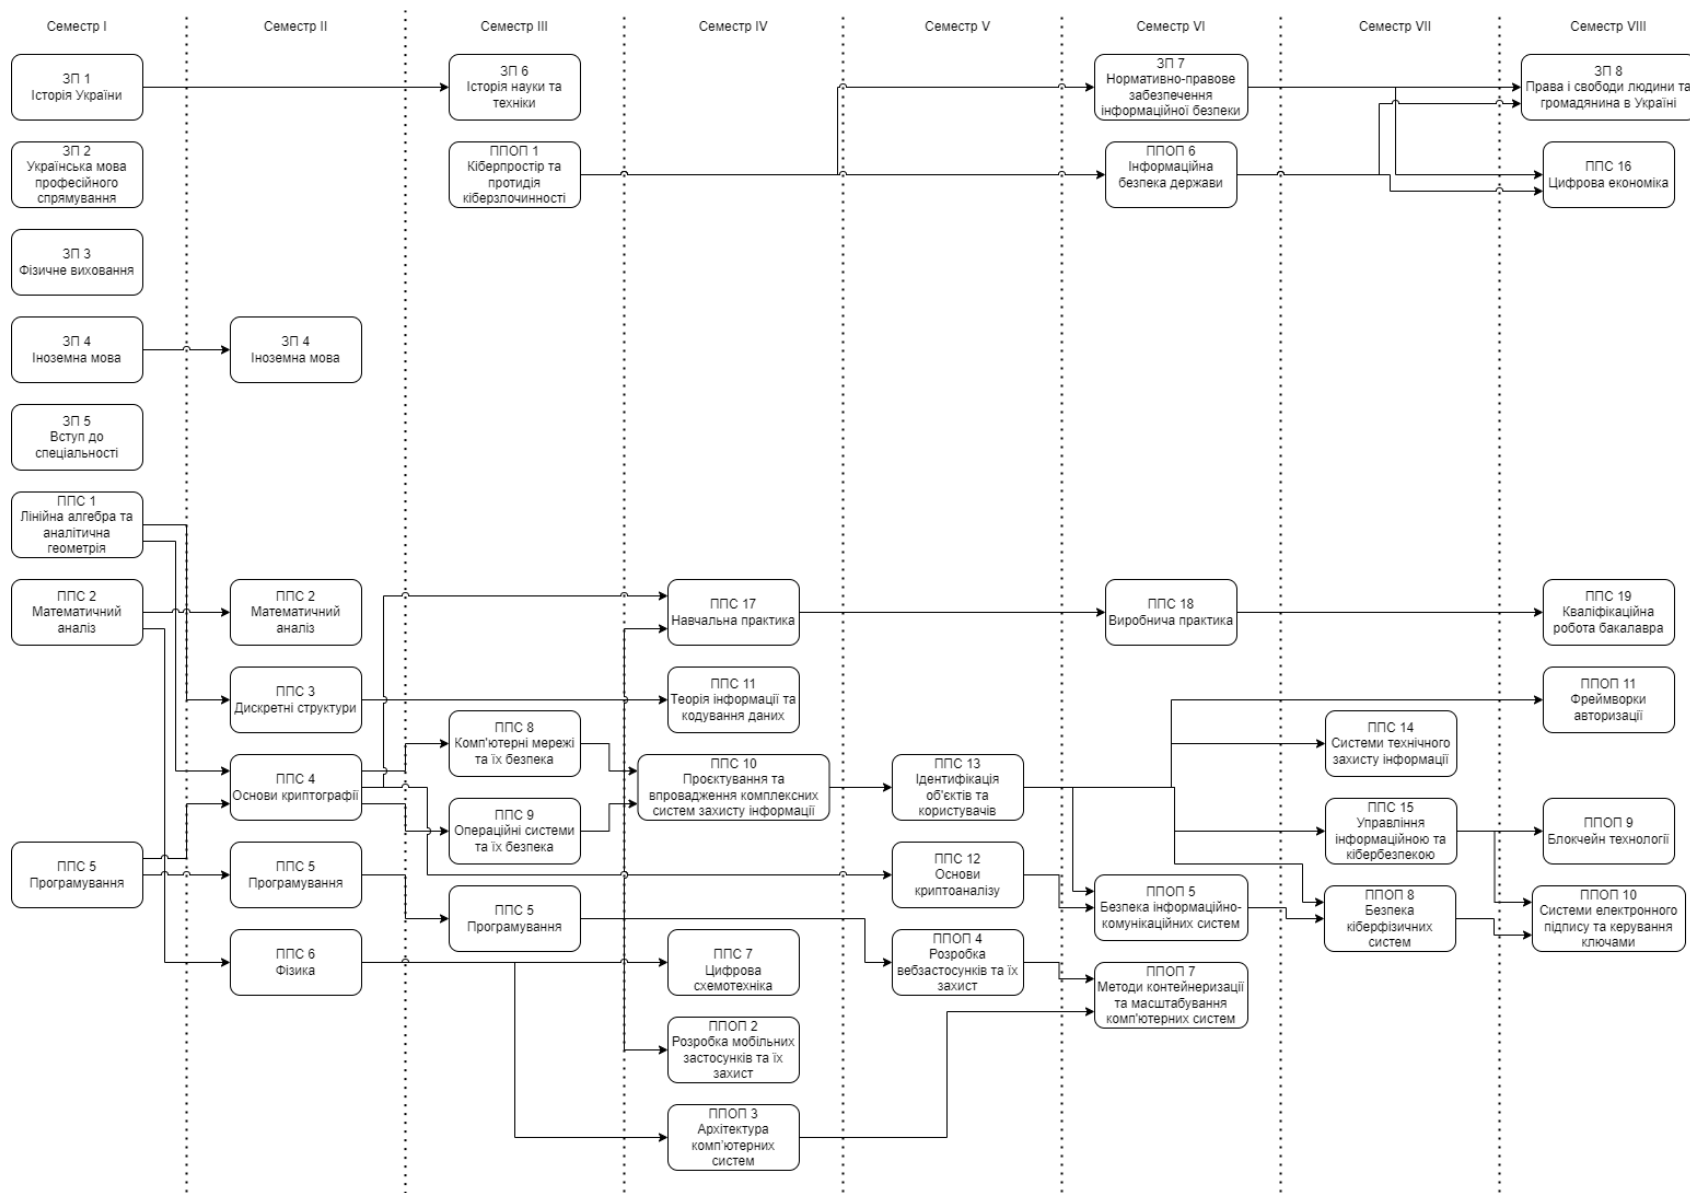 Семестр I
Семестр II
Семестр III
Семестр IV
Семестр V
Семестр VI
Семестр VII
Семестр VIII
ЗП 1
Історія України
ЗП 6
Історія науки та
техніки
ЗП 7
Нормативно-правове
забезпечення
інформаційної безпеки
ЗП 8
Права і свободи людини та
громадянина в Україні
ЗП 2
Українська мова
професійного
спрямування
ППОП 1
Кіберпростір та
протидія
кіберзлочинності
ППОП 6
Інформаційна
безпека держави
ППС 16
Цифрова економіка
ЗП 3
Фізичне виховання
ЗП 4
Іноземна мова
ЗП 4
Іноземна мова
ЗП 5
Вступ до
спеціальності
ППС 1
Лінійна алгебра та
аналітична
геометрія
ППС 2
Математичний
аналіз
ППС 2
Математичний
аналіз
ППС 17
Навчальна практика
ППС 18
Виробнича практика
ППС 19
Кваліфікаційна
робота бакалавра
ППС 3
Дискретні структури
ППС 11
Теорія інформації та
кодування даних
ППОП 11
Фреймворки
авторизації
ППС 8
Комп'ютерні мережі
та їх безпека
ППС 14
Системи технічного
захисту інформації
ППС 4
Основи криптографії
ППС 10
Проєктування та
впровадження комплексних
систем захисту інформації
ППС 13
Ідентифікація
об'єктів та
користувачів
ППС 9
Операційні системи
та їх безпека
ППС 15
Управління
інформаційною та
кібербезпекою
ППОП 9
Блокчейн технології
ППС 5
Програмування
ППС 5
Програмування
ППС 12
Основи
криптоаналізу
ППС 5
Програмування
ППОП 5
Безпека інформаційно-
комунікаційних систем
ППОП 8
Безпека
кіберфізичних
систем
ППОП 10
Системи електронного
підпису та керування
ключами
ППС 6
Фізика
ППС 7
Цифрова
схемотехніка
ППОП 4
Розробка
вебзастосунків та їх
захист
ППОП 7
Методи контейнеризації
та масштабування
комп'ютерних систем
ППОП 2
Розробка мобільних
застосунків та їх
захист
ППОП 3
Архітектура
комп'ютерних
систем